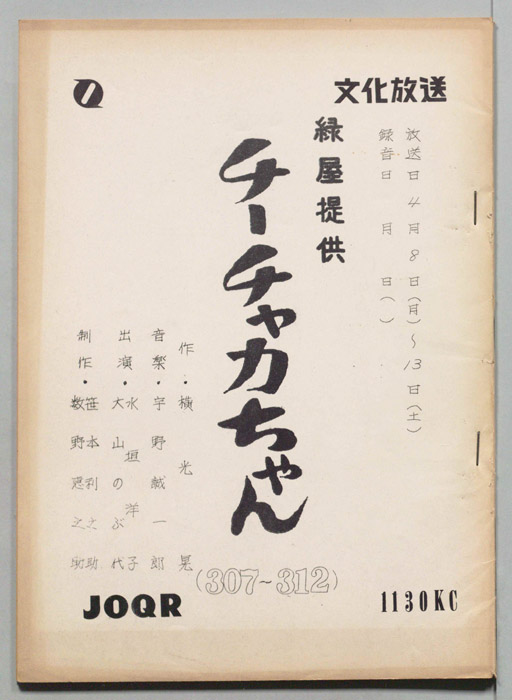 文化放送
放送日 4月8日(月)~13日(土)
録音日 月 日( )
緑屋提供
チーチャカちゃん
(307~312)
作・横光晃
音楽・宇野誠一郎
出演・水垣洋子
大山のぶ代
制作・笹本利之助
数野恵之助
JOQR
1130KC